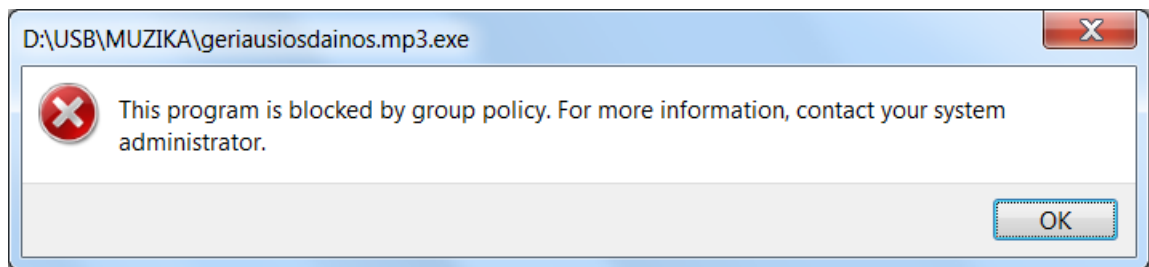 D:\USB\MUZIKA\geriausiosdainos.mp3.exe
This program is blocked by group policy. For more information, contact your system
administrator.
OK